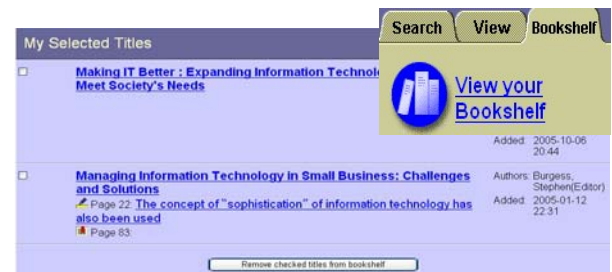 My Selected Titles
Search View Bookshelf
View your
Bookshelf
Making IT Better : Expanding Information
Meet Society's Needs
Added: 2005-10-06
20:44
Managing Information Technology in Small Business: Challenges
and Solutions
Page 22: The concept of "sophistication" of information technology has
also been used
Page 83:
Authors: Burgess,
Stephen(Editor)
Added: 2005-01-12
22:31
Remove checked titles from bookshelf